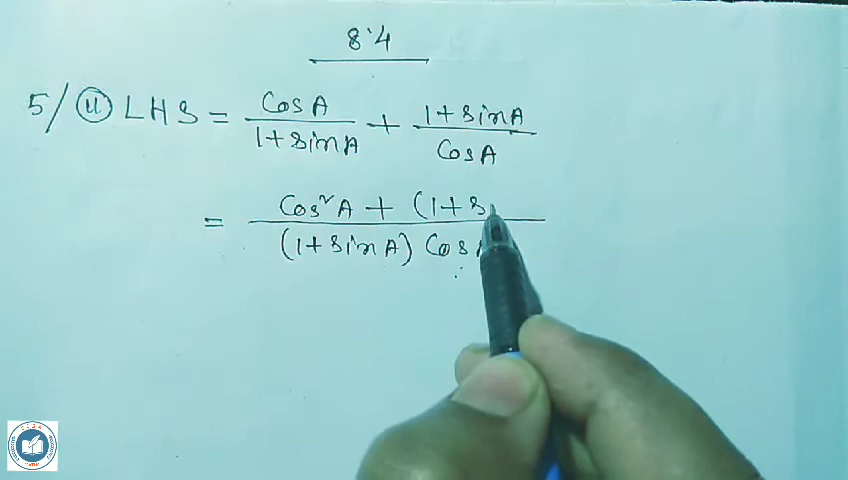 8.4
5/ (ii) LHS = CosA / 1+sinA + 1+sinA / CosA
= Cos²A + (1+s / (1+sinA) Cos